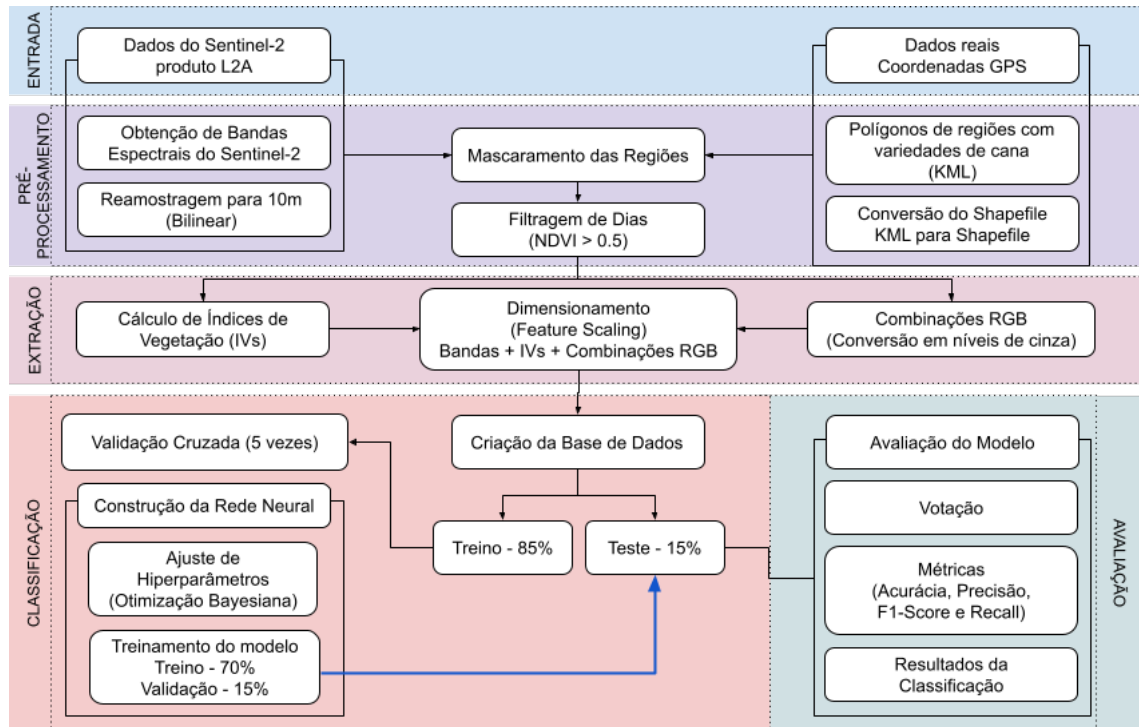 ENTRADA
Dados do Sentinel-2
produto L2A
Dados reais
Coordenadas GPS
PRÉ-
PROCESSAMENTO
Obtenção de Bandas
Espectrais do Sentinel-2
Reamostragem para 10m
(Bilinear)
Mascaramento das Regiões
Filtragem de Dias
(NDVI > 0.5)
Polígonos de regiões com
variedades de cana
(KML)
Conversão do Shapefile
KML para Shapefile
EXTRAÇÃO
Cálculo de Índices de
Vegetação (IVs)
Dimensionamento
(Feature Scaling)
Bandas + IVs + Combinações RGB
Combinações RGB
(Conversão em níveis de cinza)
CLASSIFICAÇÃO
Validação Cruzada (5 vezes)
Construção da Rede Neural
Ajuste de
Hiperparâmetros
(Otimização Bayesiana)
Treinamento do modelo
Treino - 70%
Validação - 15%
Criação da Base de Dados
Treino - 85%
Teste - 15%
Avaliação do Modelo
Votação
Métricas
(Acurácia, Precisão,
F1-Score e Recall)
Resultados da
Classificação
AVALIAÇÃO